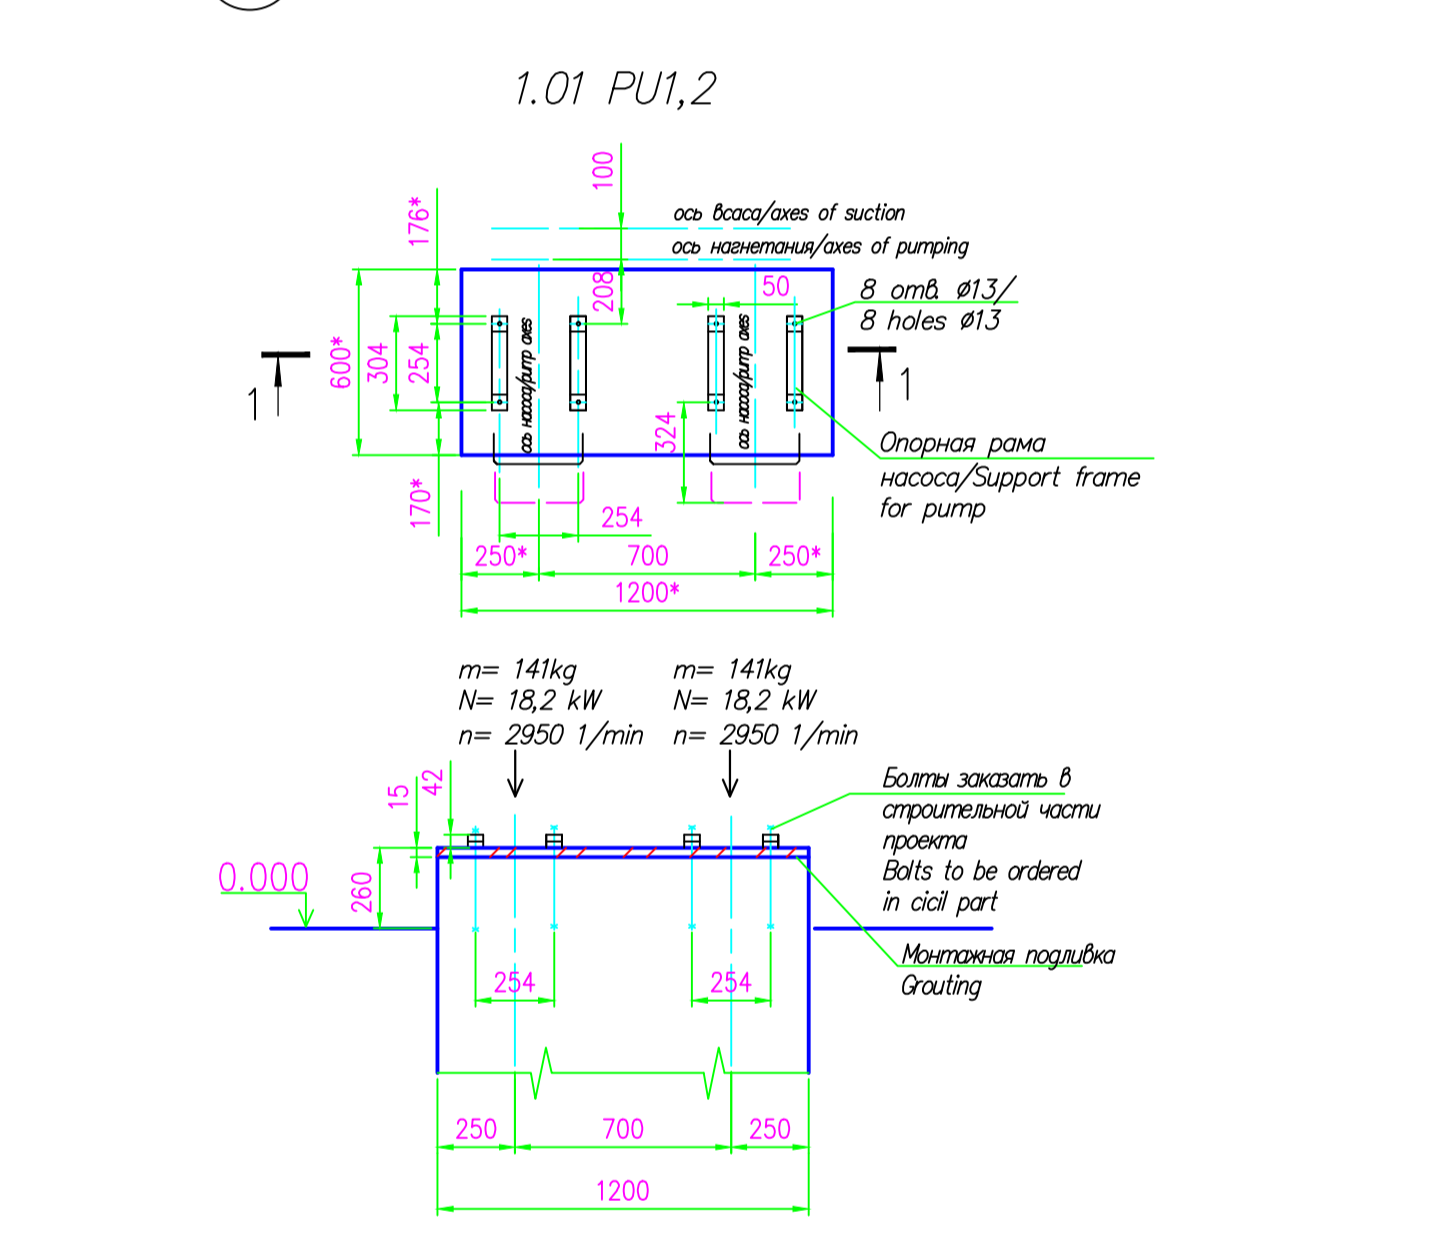 1.01 PU1,2
100
176*
ось всаса/axes of suction
ось нагнетания/axes of pumping
208
50
8 отв. ø13/
8 holes ø13
600*
304
254
ось насоса/pump axes
ось насоса/pump axes
1
1
324
Опорная рама
насоса/Support frame
for pump
170*
254
250*
700
250*
1200*
m= 141kg
N= 18,2 kW
n= 2950 1/min
m= 141kg
N= 18,2 kW
n= 2950 1/min
15
42
Болты заказать в
строительной части
проекта
Bolts to be ordered
in cicil part
0.000
260
Монтажная подливка
Grouting
254
254
250
700
250
1200